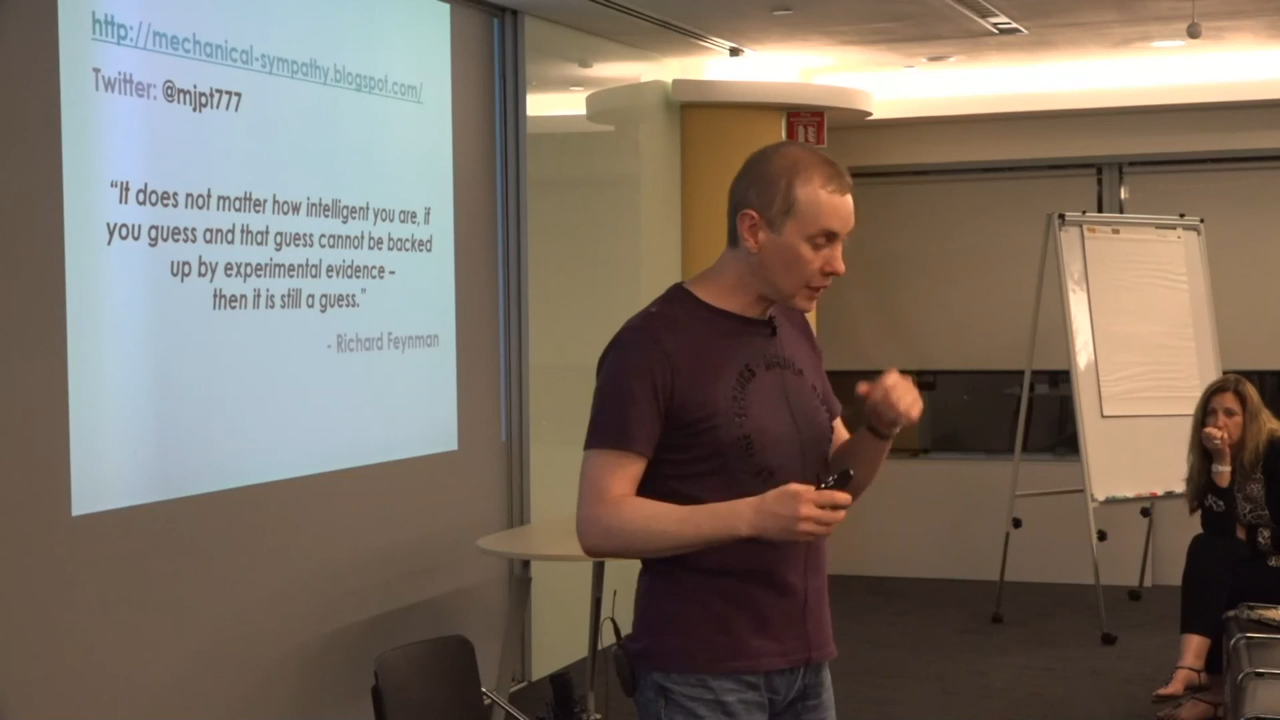 http://mechanical-sympathy.blogspot.com/
Twitter: @mjpt777
“It does not matter how intelligent you are, if
you guess and that guess cannot be backed
up by experimental evidence –
then it is still a guess.”
- Richard Feynman